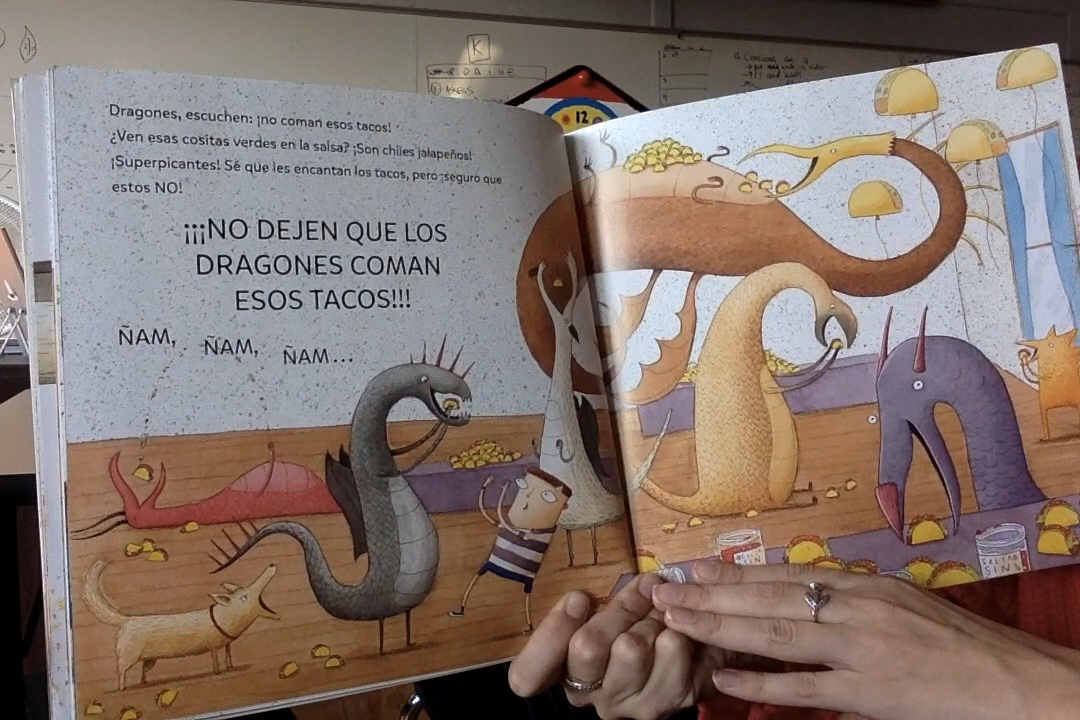 K
12
Dragones, escuchen: ¡no coman esos tacos!
¿Ven esas cositas verdes en la salsa? ¡Son chiles jalapeños!
¡Superpicantes! Sé que les encantan los tacos, pero ¡seguro que
estos NO!
¡¡¡NO DEJEN QUE LOS
DRAGONES COMAN
ESOS TACOS!!!
ÑAM, ÑAM, ÑAM...
SIN